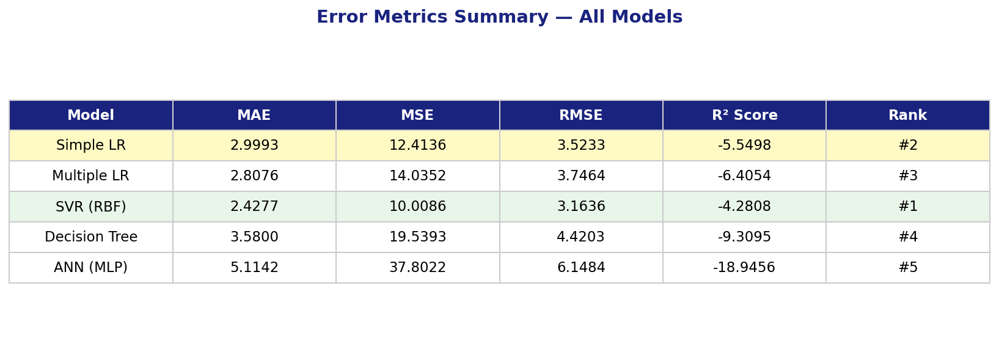 Error Metrics Summary — All Models
Model MAE MSE RMSE R² Score Rank
Simple LR 2.9993 12.4136 3.5233 -5.5498 #2
Multiple LR 2.8076 14.0352 3.7464 -6.4054 #3
SVR (RBF) 2.4277 10.0086 3.1636 -4.2808 #1
Decision Tree 3.5800 19.5393 4.4203 -9.3095 #4
ANN (MLP) 5.1142 37.8022 6.1484 -18.9456 #5